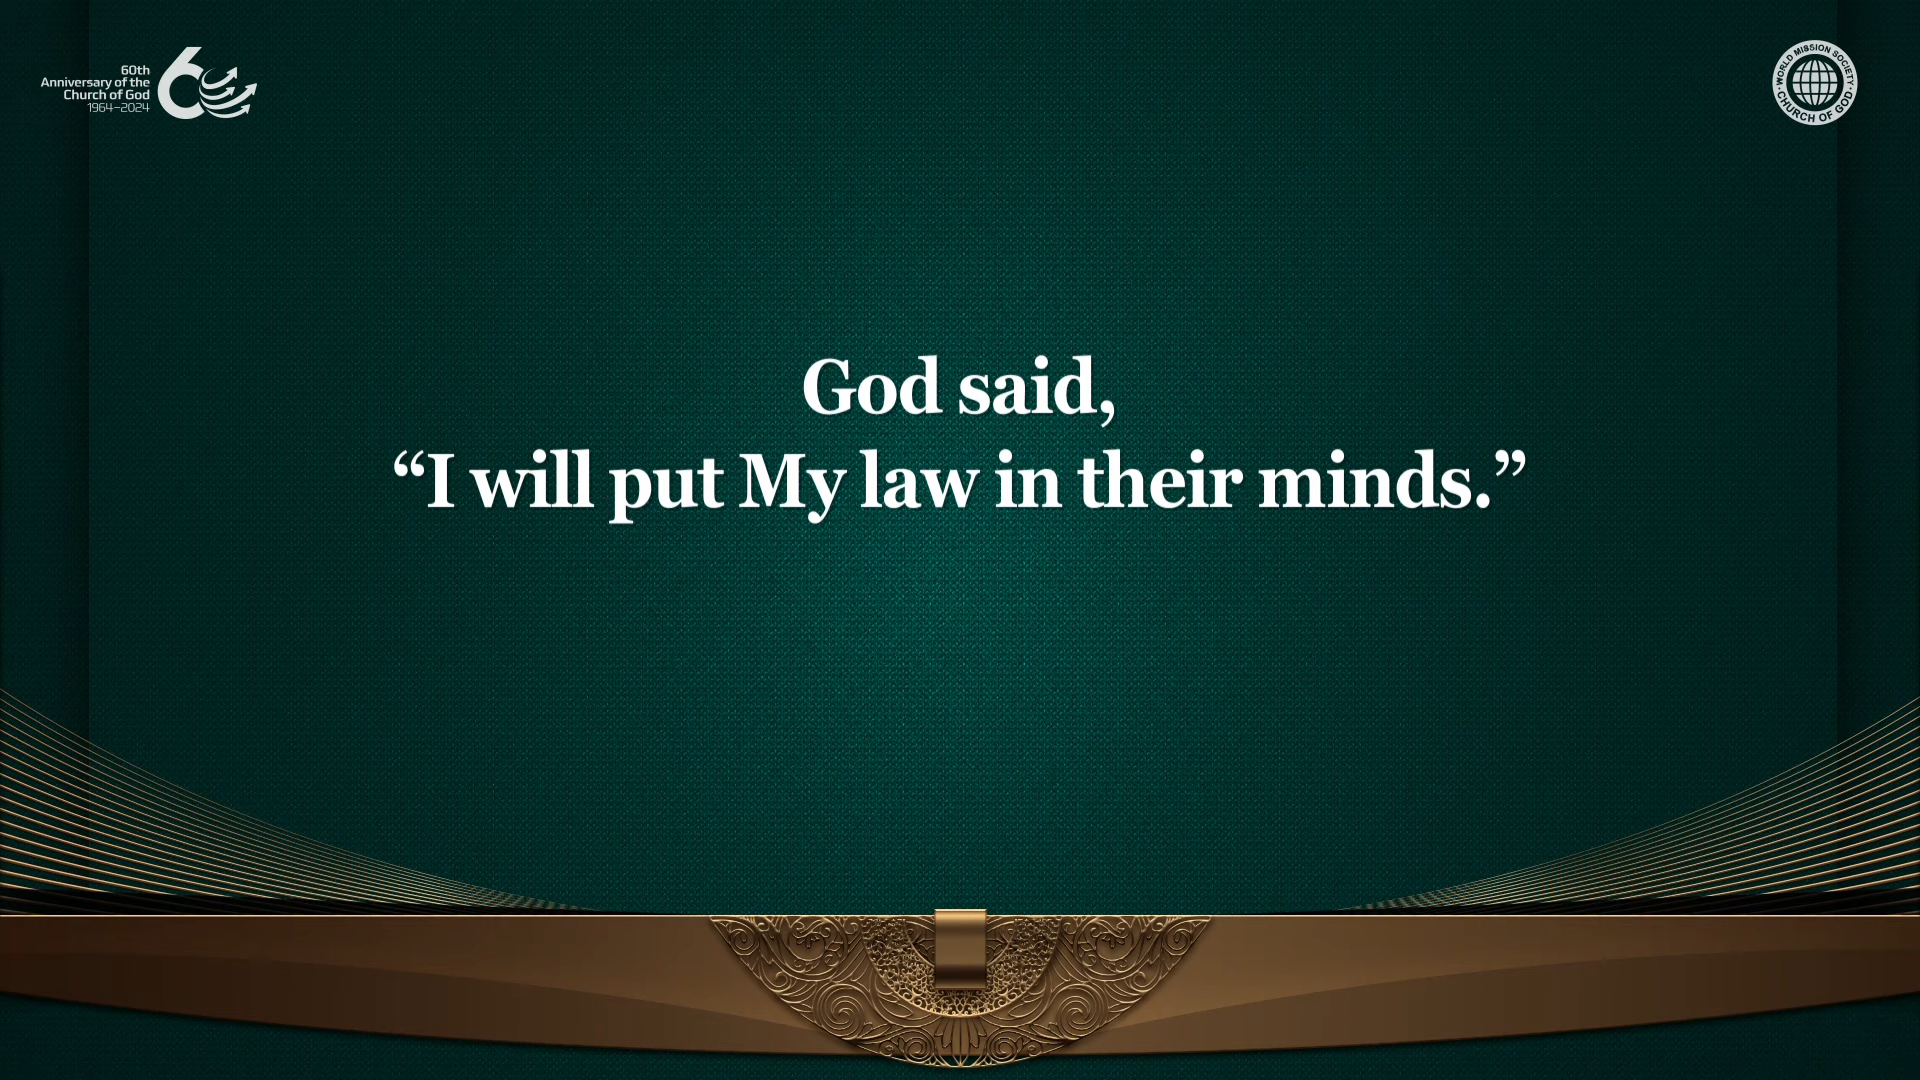 60th
Anniversary of the
Church of God
1964–2024
60
WORLD MISSION SOCIETY
CHURCH OF GOD
God said,
“I will put My law in their minds.”